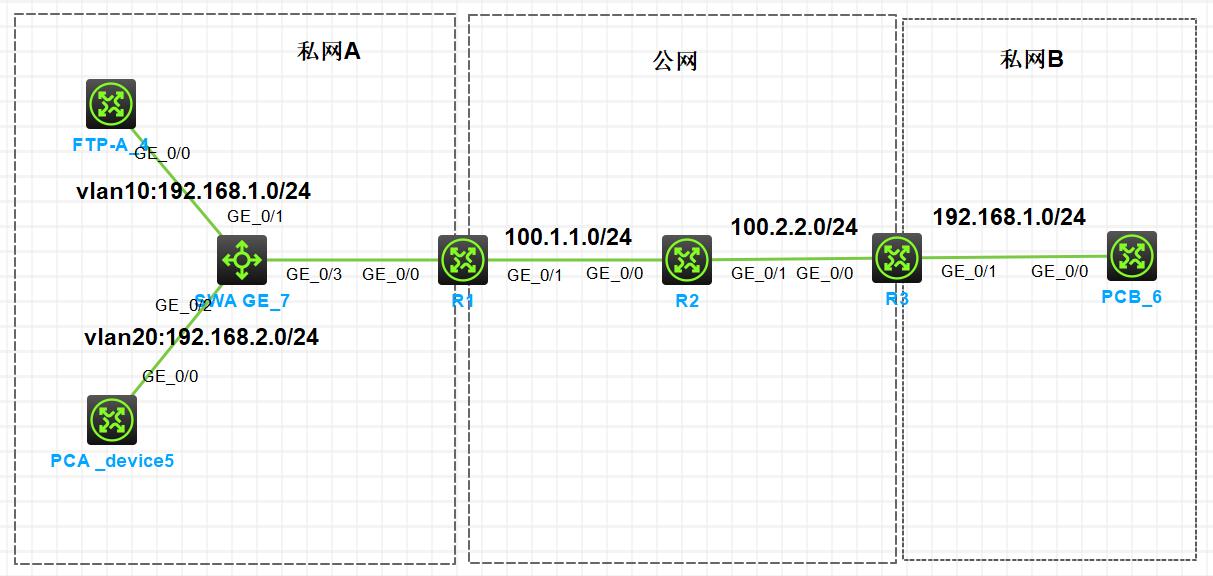 私网A
公网
私网B
FTP-A_4
GE_0/0
vlan10:192.168.1.0/24
GE_0/1
SWA GE_7
GE_0/3
GE_0/0
R1
100.1.1.0/24
GE_0/1
GE_0/0
R2
100.2.2.0/24
GE_0/1
GE_0/0
R3
192.168.1.0/24
GE_0/1
GE_0/0
PCB_6
GE_0/2
vlan20:192.168.2.0/24
GE_0/0
PCA _device5